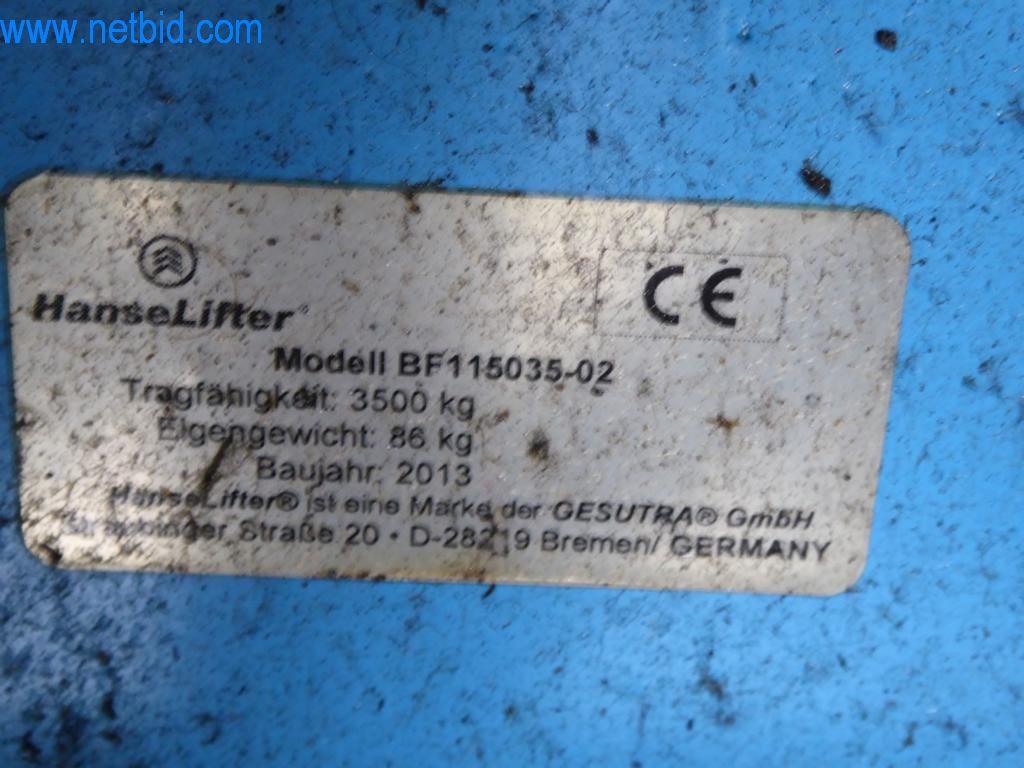 www.netbid.com
HanseLifter®
CE
Modell BF115035-02
Tragfähigkeit: 3500 kg
Eigengewicht: 86 kg
Baujahr: 2013
HanseLifter® ist eine Marke der GESUTRA® GmbH
Straubinger Straße 20 • D-28219 Bremen/ GERMANY